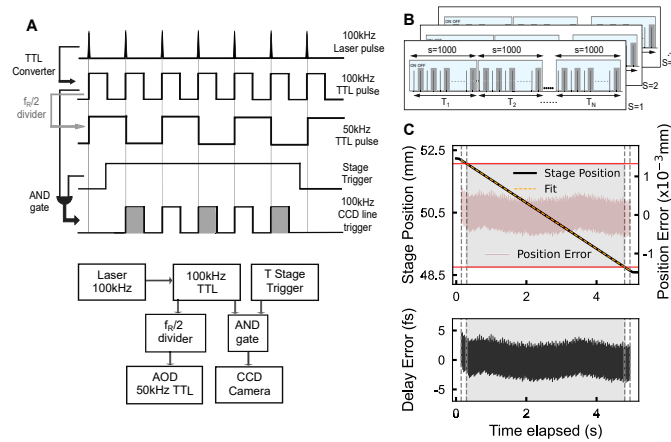 A
100kHz
Laser pulse
TTL
Converter
100kHz
TTL pulse
fR/2
divider
50kHz
TTL pulse
Stage
Trigger
AND
gate
100kHz
CCD line
trigger
Laser
100kHz
100kHz
TTL
T Stage
Trigger
fR/2
divider
AND
gate
AOD
50kHz TTL
CCD
Camera
B
s=1000 s=1000 s=1000
ON OFF
T1 T2 ...... TN
S=1
S=2
C
52.5
50.5
48.5
Stage Position (mm)
Stage Position
Fit
Position Error
1
0
-1
Position Error (x10-3mm)
0 2 4
5
0
-5
Delay Error (fs)
0 2 4
Time elapsed (s)